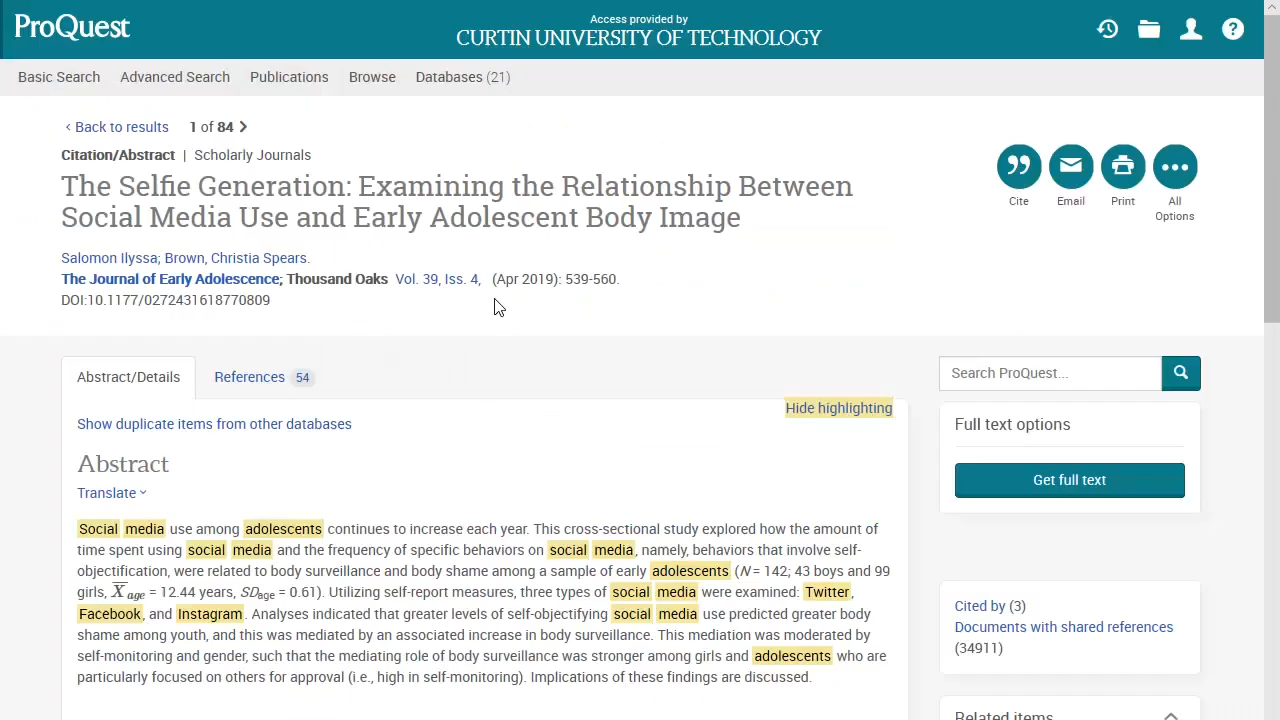 ProQuest
Access provided by
CURTIN UNIVERSITY OF TECHNOLOGY
Basic Search Advanced Search Publications Browse Databases (21)
‹ Back to results 1 of 84
Citation/Abstract | Scholarly Journals
The Selfie Generation: Examining the Relationship Between
Social Media Use and Early Adolescent Body Image
Salomon Ilyssa; Brown, Christia Spears.
The Journal of Early Adolescence; Thousand Oaks Vol. 39, Iss. 4, (Apr 2019): 539-560.
DOI:10.1177/0272431618770809
Cite
Email
Print
All
Options
Abstract/Details
References 54
Hide highlighting
Show duplicate items from other databases
Abstract
Translate
Social media use among adolescents continues to increase each year. This cross-sectional study explored how the amount of
time spent using social media and the frequency of specific behaviors on social media, namely, behaviors that involve self-
objectification, were related to body surveillance and body shame among a sample of early adolescents (N = 142; 43 boys and 99
girls, X̅age = 12.44 years, SDage = 0.61). Utilizing self-report measures, three types of social media were examined: Twitter,
Facebook, and Instagram. Analyses indicated that greater levels of self-objectifying social media use predicted greater body
shame among youth, and this was mediated by an associated increase in body surveillance. This mediation was moderated by
self-monitoring and gender, such that the mediating role of body surveillance was stronger among girls and adolescents who are
particularly focused on others for approval (i.e., high in self-monitoring). Implications of these findings are discussed.
Search ProQuest...
Full text options
Get full text
Cited by (3)
Documents with shared references
(34911)
Related items